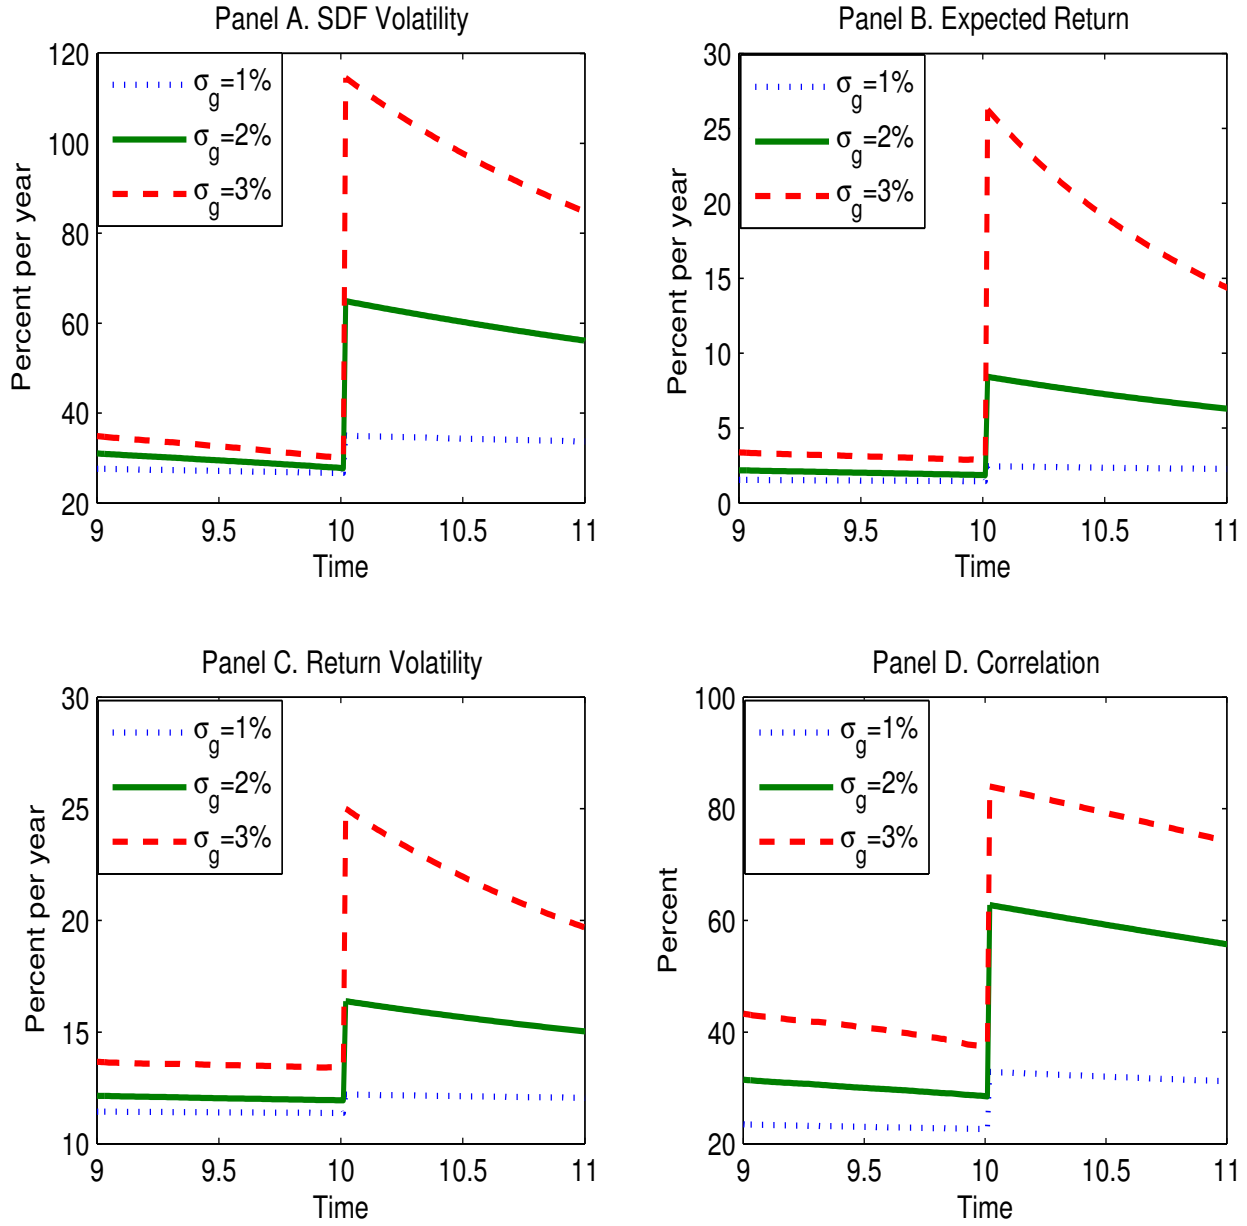 Panel A. SDF Volatility
120
100
80
60
40
20
Percent per year
σg=1%
σg=2%
σg=3%
9 9.5 10 10.5 11
Time
Panel B. Expected Return
30
25
20
15
10
5
0
Percent per year
σg=1%
σg=2%
σg=3%
9 9.5 10 10.5 11
Time
Panel C. Return Volatility
30
25
20
15
10
Percent per year
σg=1%
σg=2%
σg=3%
9 9.5 10 10.5 11
Time
Panel D. Correlation
100
80
60
40
20
Percent
σg=1%
σg=2%
σg=3%
9 9.5 10 10.5 11
Time